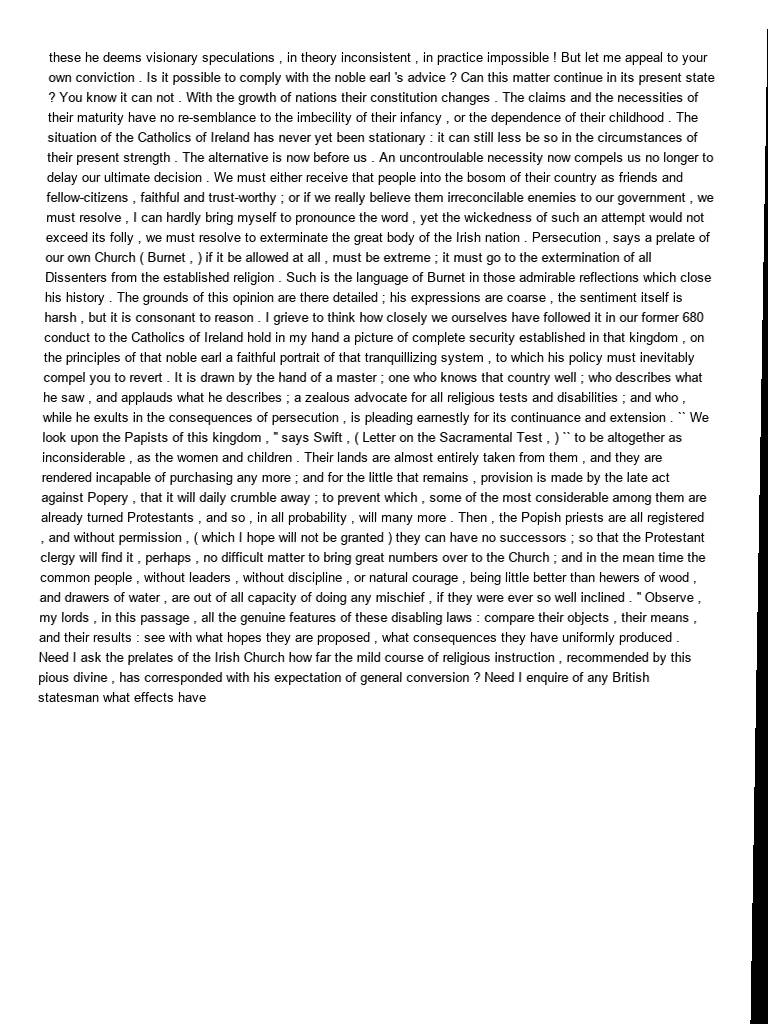 these he deems visionary speculations , in theory inconsistent , in practice impossible ! But let me appeal to your
own conviction . Is it possible to comply with the noble earl 's advice ? Can this matter continue in its present state
? You know it can not . With the growth of nations their constitution changes . The claims and the necessities of
their maturity have no re-semblance to the imbecility of their infancy , or the dependence of their childhood . The
situation of the Catholics of Ireland has never yet been stationary : it can still less be so in the circumstances of
their present strength . The alternative is now before us . An uncontroulable necessity now compels us no longer to
delay our ultimate decision . We must either receive that people into the bosom of their country as friends and
fellow-citizens , faithful and trust-worthy ; or if we really believe them irreconcilable enemies to our government , we
must resolve , I can hardly bring myself to pronounce the word , yet the wickedness of such an attempt would not
exceed its folly , we must resolve to exterminate the great body of the Irish nation . Persecution , says a prelate of
our own Church ( Burnet , ) if it be allowed at all , must be extreme ; it must go to the extermination of all
Dissenters from the established religion . Such is the language of Burnet in those admirable reflections which close
his history . The grounds of this opinion are there detailed ; his expressions are coarse , the sentiment itself is
harsh , but it is consonant to reason . I grieve to think how closely we ourselves have followed it in our former 680
conduct to the Catholics of Ireland hold in my hand a picture of complete security established in that kingdom , on
the principles of that noble earl a faithful portrait of that tranquillizing system , to which his policy must inevitably
compel you to revert . It is drawn by the hand of a master ; one who knows that country well ; who describes what
he saw , and applauds what he describes ; a zealous advocate for all religious tests and disabilities ; and who ,
while he exults in the consequences of persecution , is pleading earnestly for its continuance and extension . `` We
look upon the Papists of this kingdom , " says Swift , ( Letter on the Sacramental Test , ) `` to be altogether as
inconsiderable , as the women and children . Their lands are almost entirely taken from them , and they are
rendered incapable of purchasing any more ; and for the little that remains , provision is made by the late act
against Popery , that it will daily crumble away ; to prevent which , some of the most considerable among them are
already turned Protestants , and so , in all probability , will many more . Then , the Popish priests are all registered
, and without permission , ( which I hope will not be granted ) they can have no successors ; so that the Protestant
clergy will find it , perhaps , no difficult matter to bring great numbers over to the Church ; and in the mean time the
common people , without leaders , without discipline , or natural courage , being little better than hewers of wood ,
and drawers of water , are out of all capacity of doing any mischief , if they were ever so well inclined . " Observe ,
my lords , in this passage , all the genuine features of these disabling laws : compare their objects , their means ,
and their results : see with what hopes they are proposed , what consequences they have uniformly produced .
Need I ask the prelates of the Irish Church how far the mild course of religious instruction , recommended by this
pious divine , has corresponded with his expectation of general conversion ? Need I enquire of any British
statesman what effects have